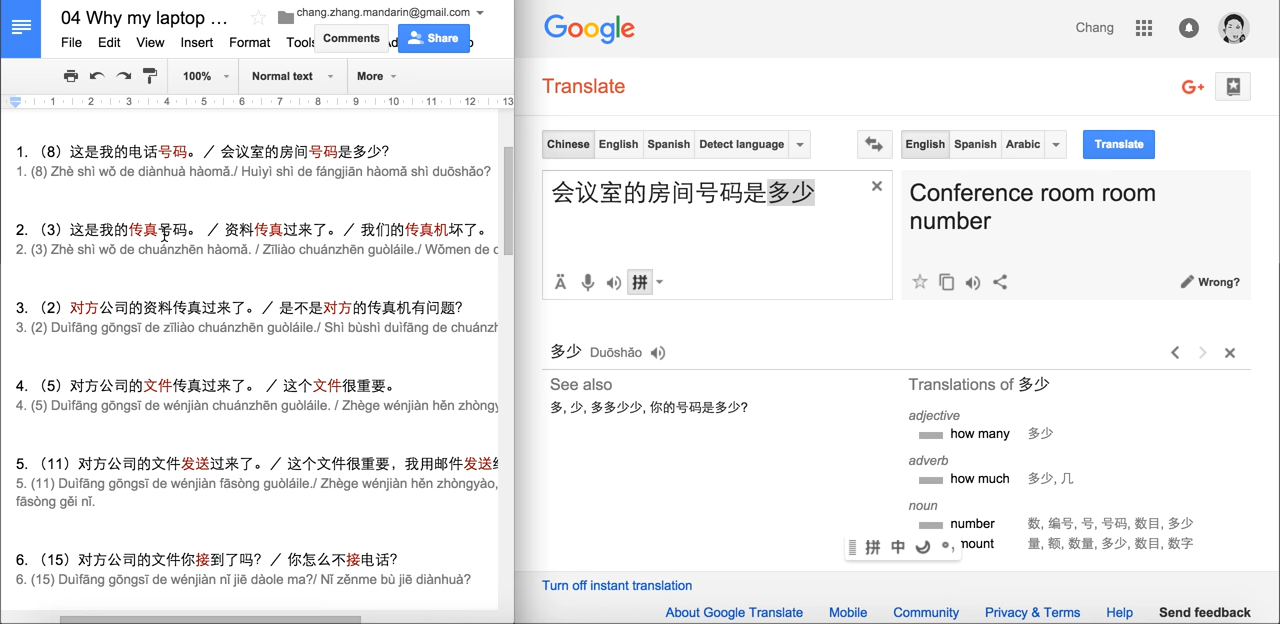 04 Why my laptop ...
chang.zhang.mandarin@gmail.com
File Edit View Insert Format Tools
Comments
Share
100% Normal text More
1 2 3 4 5 6 7 8 9 10 11 12 13
1. （8）这是我的电话号码。／ 会议室的房间号码是多少?
1. (8) Zhè shì wǒ de diànhuà hàomǎ./ Huìyì shì de fángjiān hàomǎ shì duōshǎo?
2. （3）这是我的传真号码。 ／ 资料传真过来了。／ 我们的传真机坏了。
2. (3) Zhè shì wǒ de chuánzhēn hàomǎ. / Zīliào chuánzhēn guòláile./ Wǒmen de c
3. （2）对方公司的资料传真过来了。／ 是不是对方的传真机有问题?
3. (2) Duìfāng gōngsī de zīliào chuánzhēn guòláile./ Shì bùshì duìfāng de chuánzh
4. （5）对方公司的文件传真过来了。 ／ 这个文件很重要。
4. (5) Duìfāng gōngsī de wénjiàn chuánzhēn guòláile. / Zhège wénjiàn hěn zhòngy
5. （11）对方公司的文件发送过来了。／ 这个文件很重要，我用邮件发送
5. (11) Duìfāng gōngsī de wénjiàn fāsòng guòláile./ Zhège wénjiàn hěn zhòngyào,
fāsòng gěi nǐ.
6. （15）对方公司的文件你接到了吗? ／ 你怎么不接电话?
6. (15) Duìfāng gōngsī de wénjiàn nǐ jiē dàole ma?/ Nǐ zěnme bù jiē diànhuà?
Google
Chang
Translate
G+
Chinese English Spanish Detect language
English Spanish Arabic
Translate
会议室的房间号码是多少
Ä
拼
Conference room room
number
Wrong?
多少 Duōshǎo
See also
多, 少, 多多少少, 你的号码是多少?
Translations of 多少
adjective
how many 多少
adverb
how much 多少, 几
noun
number 数, 编号, 号, 号码, 数目, 多少
mount 量, 额, 数量, 多少, 数目, 数字
拼 中
Turn off instant translation
About Google Translate Mobile Community Privacy & Terms Help Send feedback